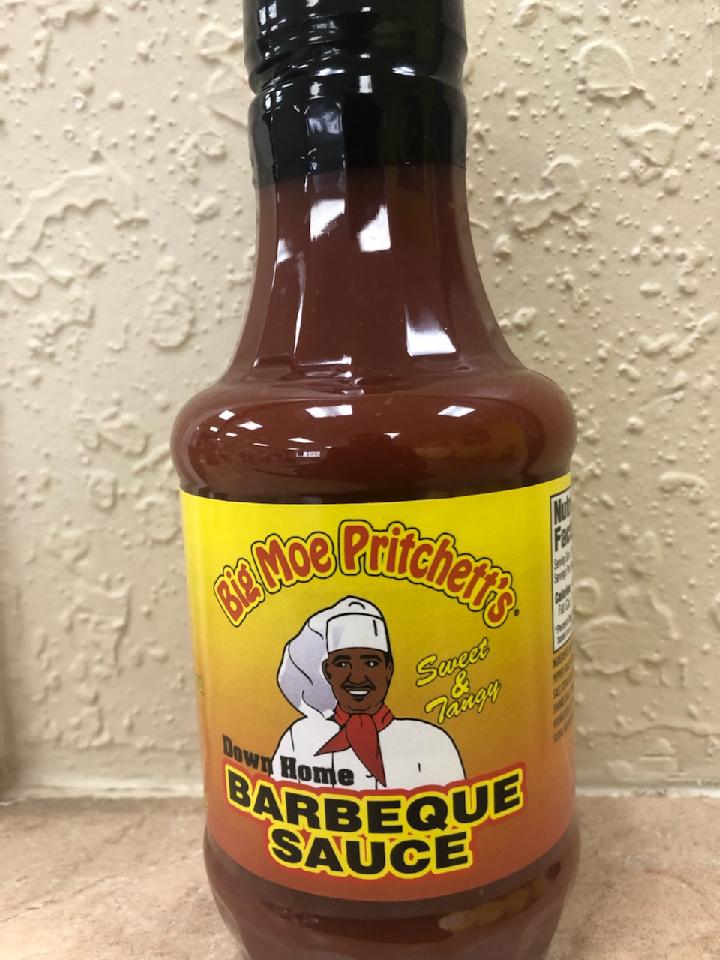 Big Moe Pritchett's
Sweet
&
Tangy
Down Home
BARBEQUE
SAUCE